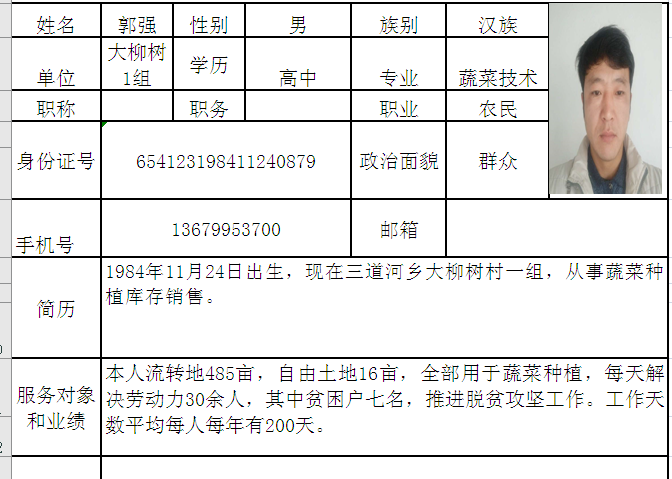 姓名 郭强 性别 男 族别 汉族
单位 大柳树1组 学历 高中 专业 蔬菜技术
职称 职务 职业 农民
身份证号 654123198411240879 政治面貌 群众
手机号 13679953700 邮箱
简历
1984年11月24日出生，现在三道河乡大柳树村一组，从事蔬菜种
植库存销售。
服务对象
和业绩
本人流转地485亩，自由土地16亩，全部用于蔬菜种植，每天解
决劳动力30余人，其中贫困户七名，推进脱贫攻坚工作。工作天
数平均每人每年有200天。